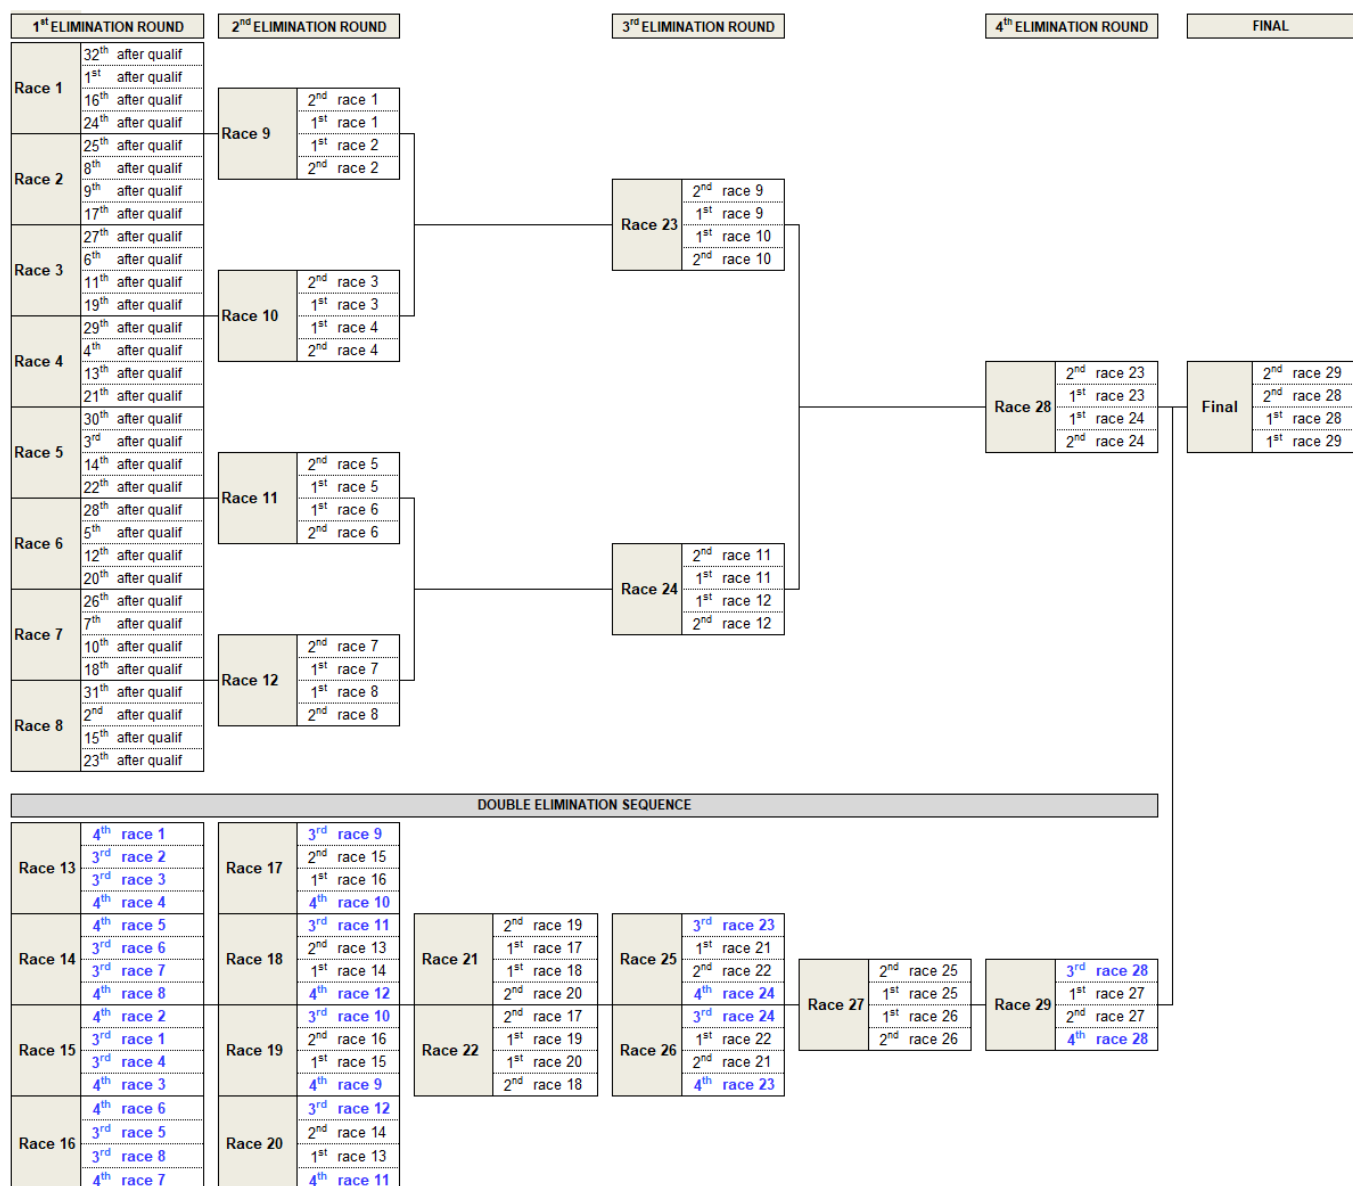 1st ELIMINATION ROUND
2nd ELIMINATION ROUND
3rd ELIMINATION ROUND
4th ELIMINATION ROUND
FINAL
Race 1
32th after qualif
1st after qualif
16th after qualif
24th after qualif
Race 2
25th after qualif
8th after qualif
9th after qualif
17th after qualif
Race 3
27th after qualif
6th after qualif
11th after qualif
19th after qualif
Race 4
29th after qualif
4th after qualif
13th after qualif
21th after qualif
Race 5
30th after qualif
3rd after qualif
14th after qualif
22th after qualif
Race 6
28th after qualif
5th after qualif
12th after qualif
20th after qualif
Race 7
26th after qualif
7th after qualif
10th after qualif
18th after qualif
Race 8
31th after qualif
2nd after qualif
15th after qualif
23th after qualif
Race 9
2nd race 1
1st race 1
1st race 2
2nd race 2
Race 10
2nd race 3
1st race 3
1st race 4
2nd race 4
Race 11
2nd race 5
1st race 5
1st race 6
2nd race 6
Race 12
2nd race 7
1st race 7
1st race 8
2nd race 8
Race 23
2nd race 9
1st race 9
1st race 10
2nd race 10
Race 24
2nd race 11
1st race 11
1st race 12
2nd race 12
Race 28
2nd race 23
1st race 23
1st race 24
2nd race 24
Final
2nd race 29
2nd race 28
1st race 28
1st race 29
DOUBLE ELIMINATION SEQUENCE
Race 13
4th race 1
3rd race 2
3rd race 3
4th race 4
Race 14
4th race 5
3rd race 6
3rd race 7
4th race 8
Race 15
4th race 2
3rd race 1
3rd race 4
4th race 3
Race 16
4th race 6
3rd race 5
3rd race 8
4th race 7
Race 17
3rd race 9
2nd race 15
1st race 16
4th race 10
Race 18
3rd race 11
2nd race 13
1st race 14
4th race 12
Race 19
3rd race 10
2nd race 16
1st race 15
4th race 9
Race 20
3rd race 12
2nd race 14
1st race 13
4th race 11
Race 21
2nd race 19
1st race 17
1st race 18
2nd race 20
Race 22
2nd race 17
1st race 19
1st race 20
2nd race 18
Race 25
3rd race 23
1st race 21
2nd race 22
4th race 24
Race 26
3rd race 24
1st race 22
2nd race 21
4th race 23
Race 27
2nd race 25
1st race 25
1st race 26
2nd race 26
Race 29
3rd race 28
1st race 27
2nd race 27
4th race 28